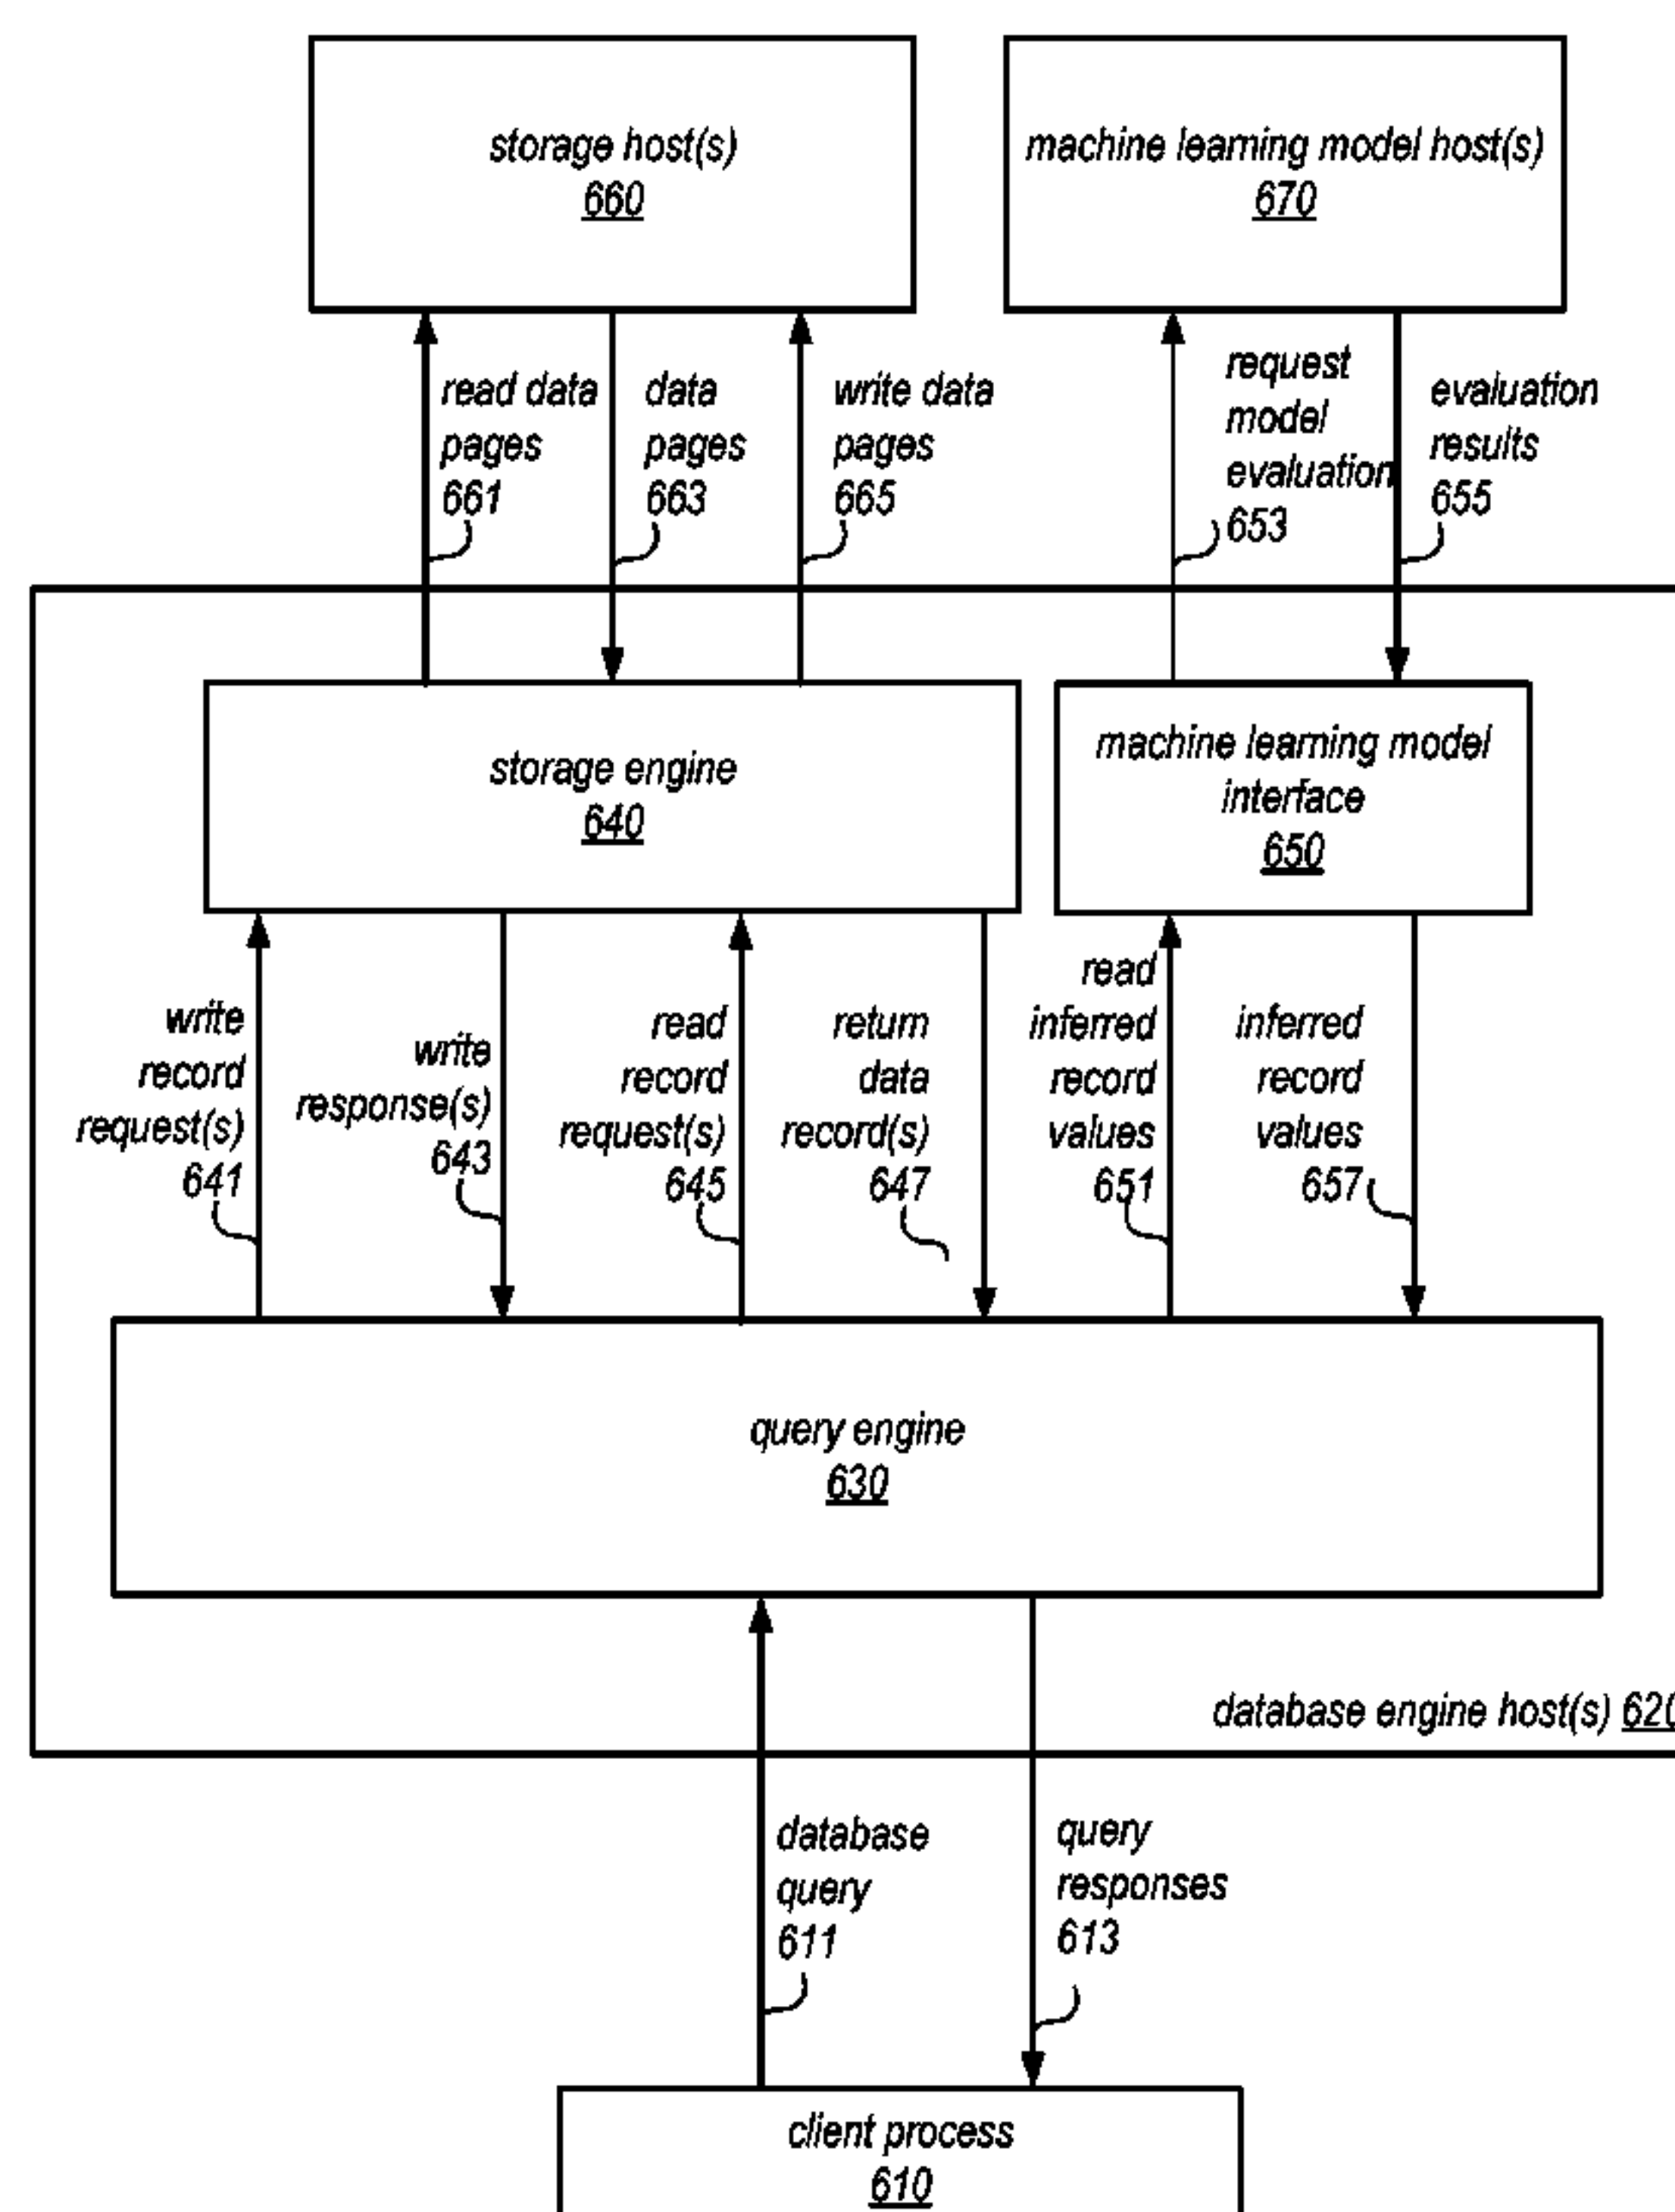 storage host(s)
660
machine learning model host(s)
670
read data
pages
661
data
pages
663
write data
pages
665
request
model
evaluation
653
evaluation
results
655
storage engine
640
machine learning model
interface
650
write
record
request(s)
641
write
response(s)
643
read
record
request(s)
645
return
data
record(s)
647
read
inferred
record
values
651
inferred
record
values
657
query engine
630
database engine host(s) 620
database
query
611
query
responses
613
client process
610